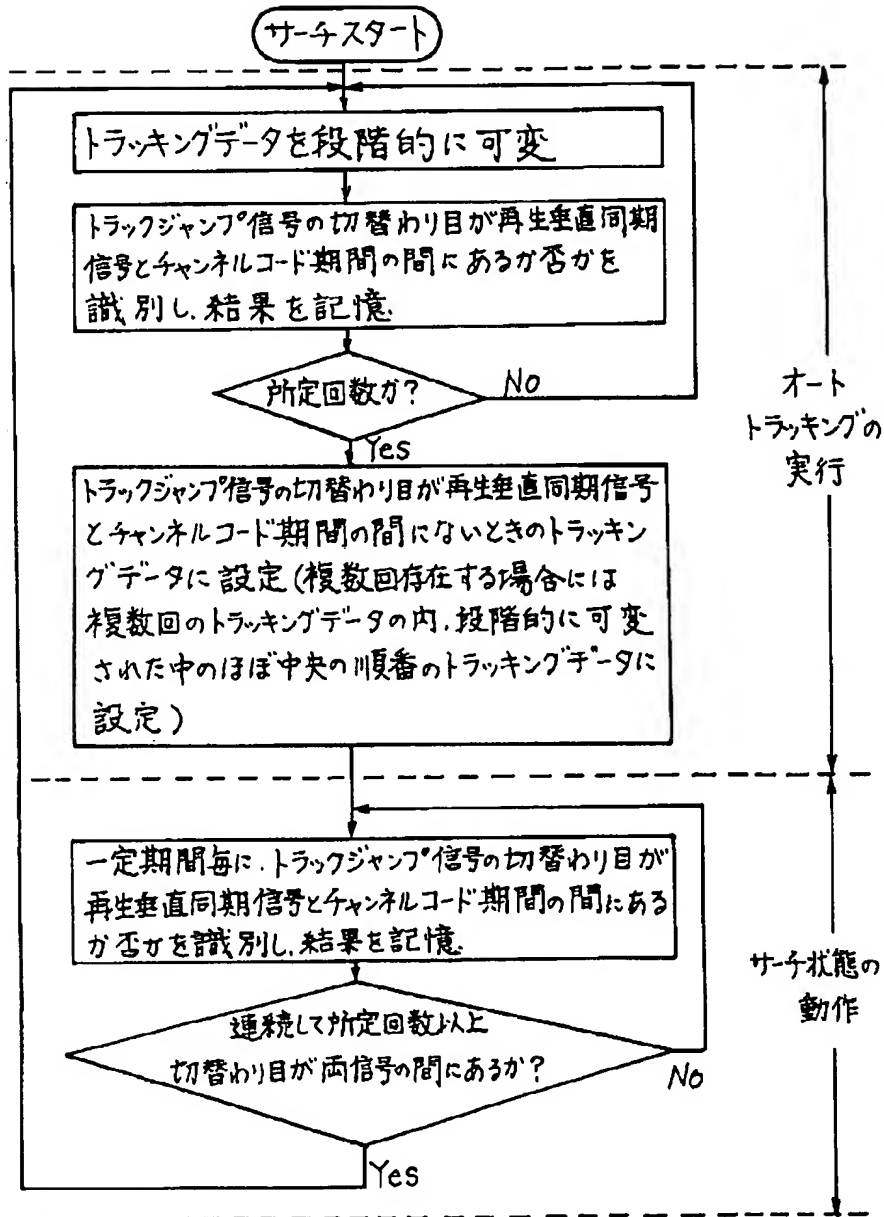 サーチスタート
トラッキングデータを段階的に可変
トラックジャンプ信号の切替わり目が再生垂直同期
信号とチャンネルコード期間の間にあるか否かを
識別し、結果を記憶.
所定回数か?
No
Yes
トラックジャンプ信号の切替わり目が再生垂直同期信号
とチャンネルコード期間の間にないときのトラッキン
グデータに設定(複数回存在する場合には
複数回のトラッキングデータの内、段階的に可変
された中のほぼ中央の順番のトラッキングデータに
設定)
オート
トラッキングの
実行
一定期間毎に、トラックジャンプ信号の切替わり目が
再生垂直同期信号とチャンネルコード期間の間にある
か否かを識別し、結果を記憶.
連続して所定回数以上
切替わり目が両信号の間にあるか?
No
Yes
サーチ状態の
動作